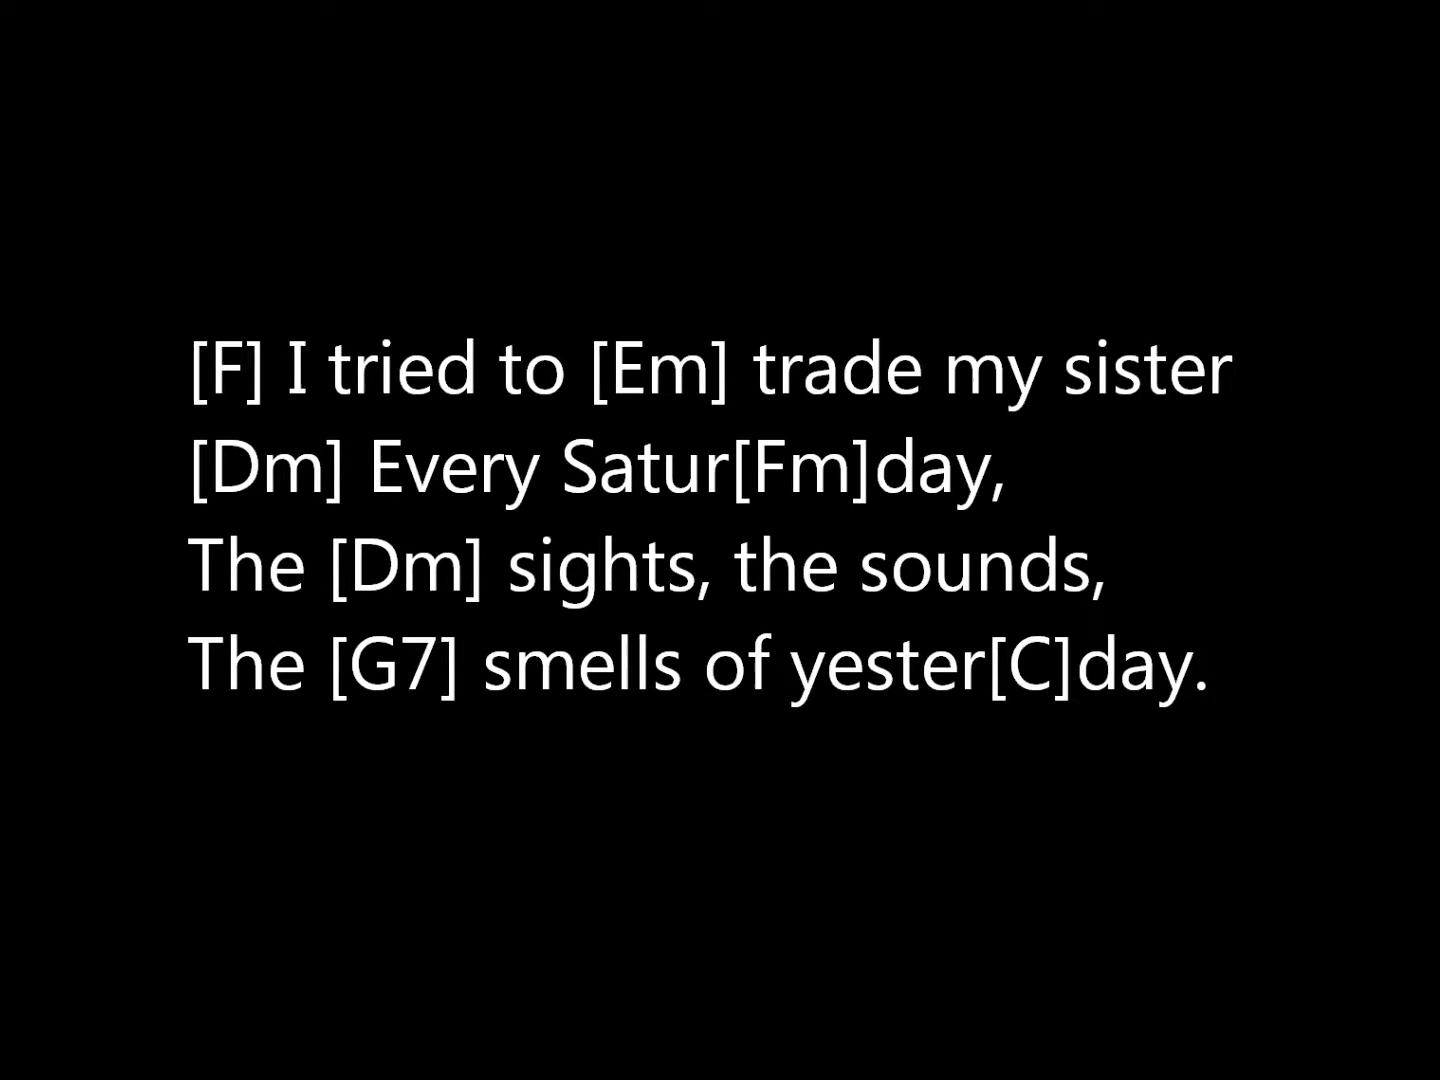 [F] I tried to [Em] trade my sister
[Dm] Every Satur[Fm]day,
The [Dm] sights, the sounds,
The [G7] smells of yester[C]day.